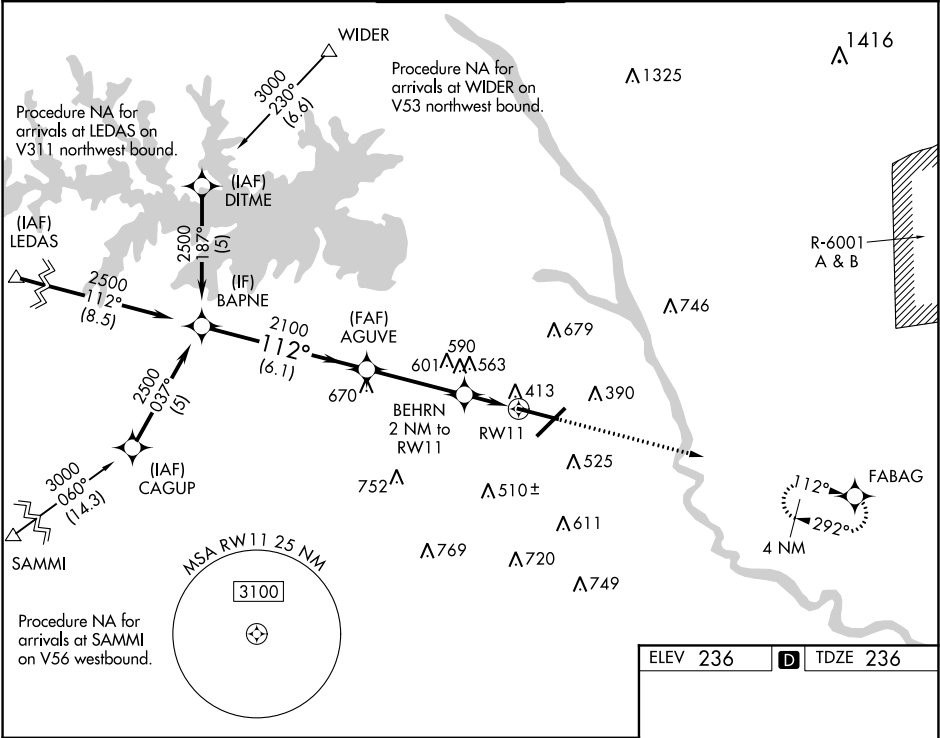 WIDER
1416
1325
Procedure NA for
arrivals at WIDER on
V53 northwest bound.
3000
230°
(6.6)
Procedure NA for
arrivals at LEDAS on
V311 northwest bound.
(IAF)
DITME
2500
187°
(5)
(IAF)
LEDAS
2500
112°
(8.5)
(IF)
BAPNE
R-6001
A & B
2100
112°
(6.1)
(FAF)
AGUVE
746
679
590
601
563
670
413
390
BEHRN
2 NM to
RW11
RW11
2500
037°
(5)
(IAF)
CAGUP
3000
060°
(14.3)
SAMMI
525
752
510±
611
769
720
749
FABAG
112°
292°
4 NM
MSA RW11 25 NM
3100
Procedure NA for
arrivals at SAMMI
on V56 westbound.
ELEV 236 D TDZE 236